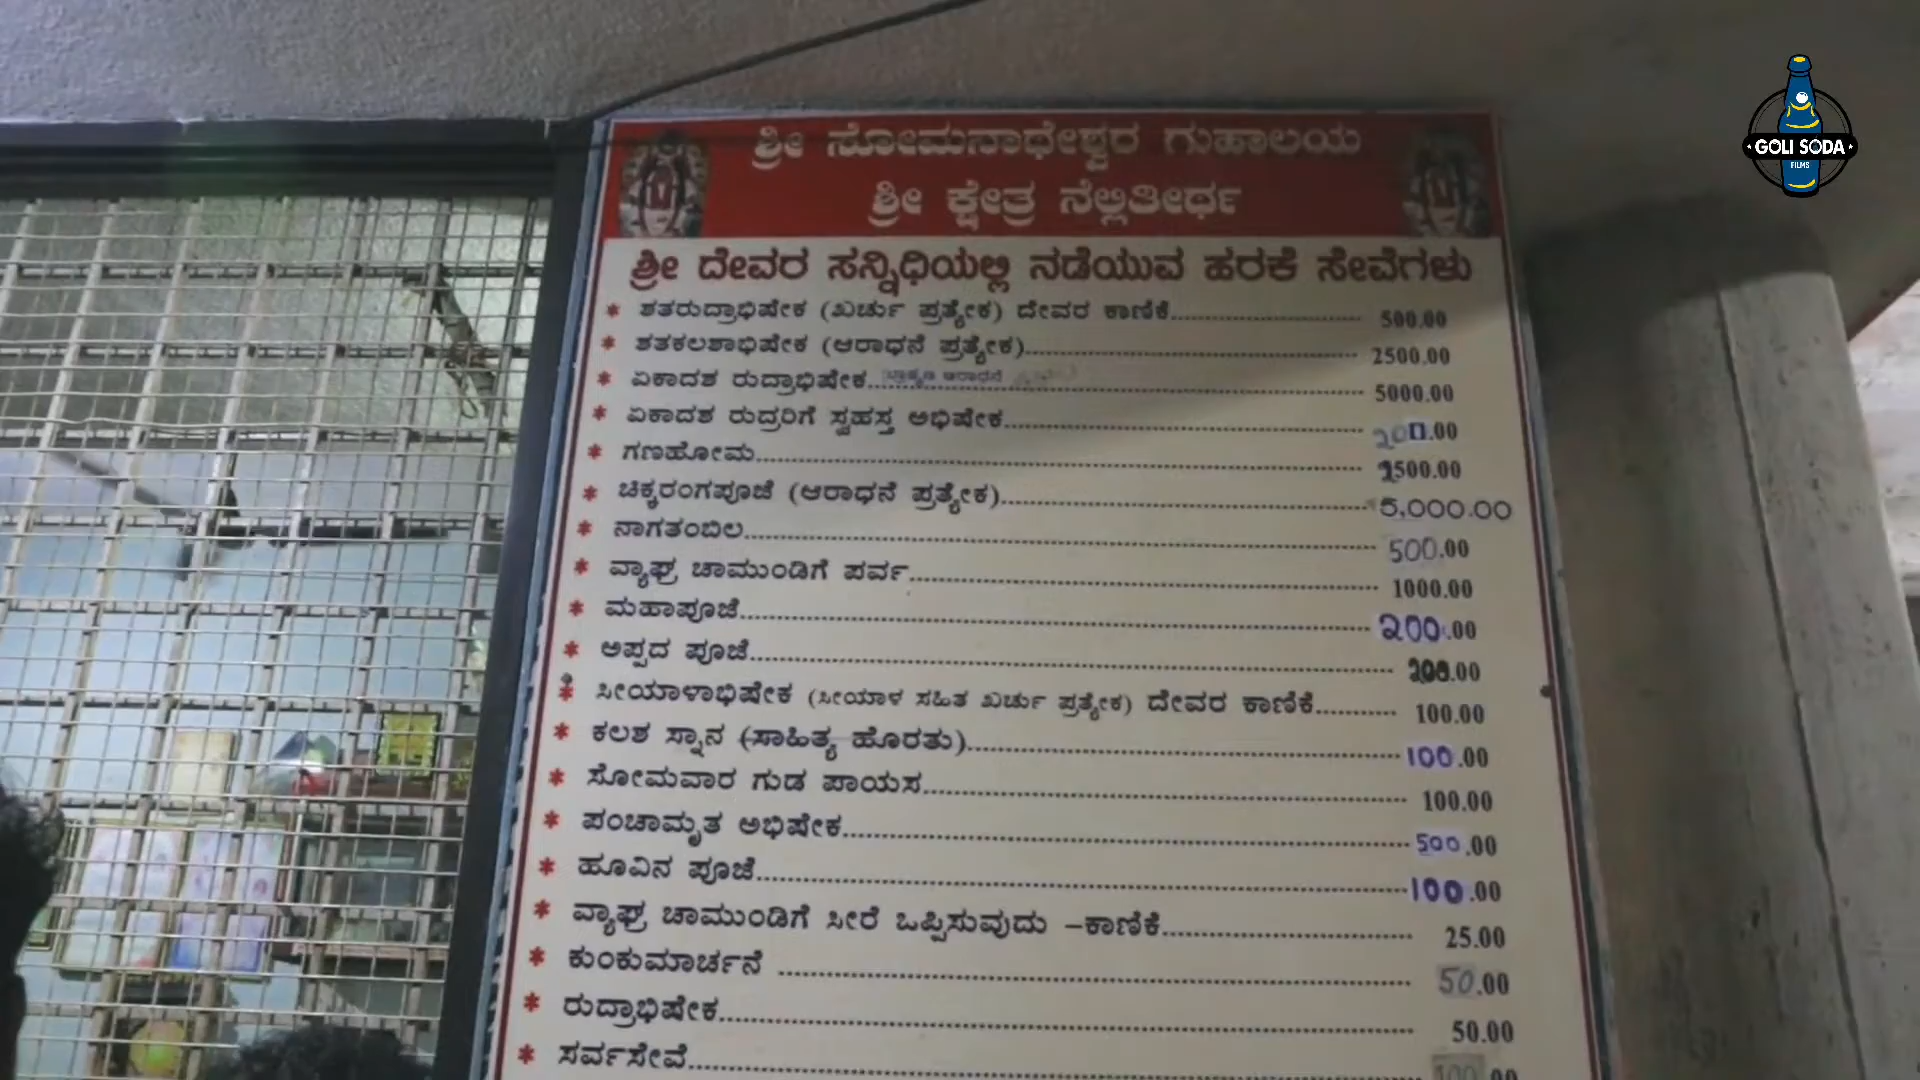 ಶ್ರೀ ಸೋಮನಾಥೇಶ್ವರ ಗುಹಾಲಯ
ಶ್ರೀ ಕ್ಷೇತ್ರ ನೆಲ್ಲಿತೀರ್ಥ
ಶ್ರೀ ದೇವರ ಸನ್ನಿಧಿಯಲ್ಲಿ ನಡೆಯುವ ಹರಕೆ ಸೇವೆಗಳು
* ಶತರುದ್ರಾಭಿಷೇಕ (ಖರ್ಚು ಪ್ರತ್ಯೇಕ) ದೇವರ ಕಾಣಿಕೆ 500.00
* ಶತಕಲಶಾಭಿಷೇಕ (ಆರಾಧನೆ ಪ್ರತ್ಯೇಕ) 2500.00
* ಏಕಾದಶ ರುದ್ರಾಭಿಷೇಕ 5000.00
* ಏಕಾದಶ ರುದ್ರರಿಗೆ ಸ್ವಹಸ್ತ ಅಭಿಷೇಕ
* ಗಣಹೋಮ
* ಚಿಕ್ಕರಂಗಪೂಜೆ (ಆರಾಧನೆ ಪ್ರತ್ಯೇಕ) 5,000.00
* ನಾಗತಂಬಿಲ 500.00
* ವ್ಯಾಘ್ರ ಚಾಮುಂಡಿಗೆ ಪರ್ವ 1000.00
* ಮಹಾಪೂಜೆ 200.00
* ಅಪ್ಪದ ಪೂಜೆ
* ಸೀಯಾಳಾಭಿಷೇಕ (ಸೀಯಾಳ ಸಹಿತ ಖರ್ಚು ಪ್ರತ್ಯೇಕ) ದೇವರ ಕಾಣಿಕೆ 100.00
* ಕಲಶ ಸ್ನಾನ (ಸಾಹಿತ್ಯ ಹೊರತು) 100.00
* ಸೋಮವಾರ ಗುಡ ಪಾಯಸ 100.00
* ಪಂಚಾಮೃತ ಅಭಿಷೇಕ 500.00
* ಹೂವಿನ ಪೂಜೆ 100.00
* ವ್ಯಾಘ್ರ ಚಾಮುಂಡಿಗೆ ಸೀರೆ ಒಪ್ಪಿಸುವುದು -ಕಾಣಿಕೆ 25.00
* ಕುಂಕುಮಾರ್ಚನೆ 50.00
* ರುದ್ರಾಭಿಷೇಕ 50.00
* ಸರ್ವಸೇವೆ
GOLI SODA
FILMS